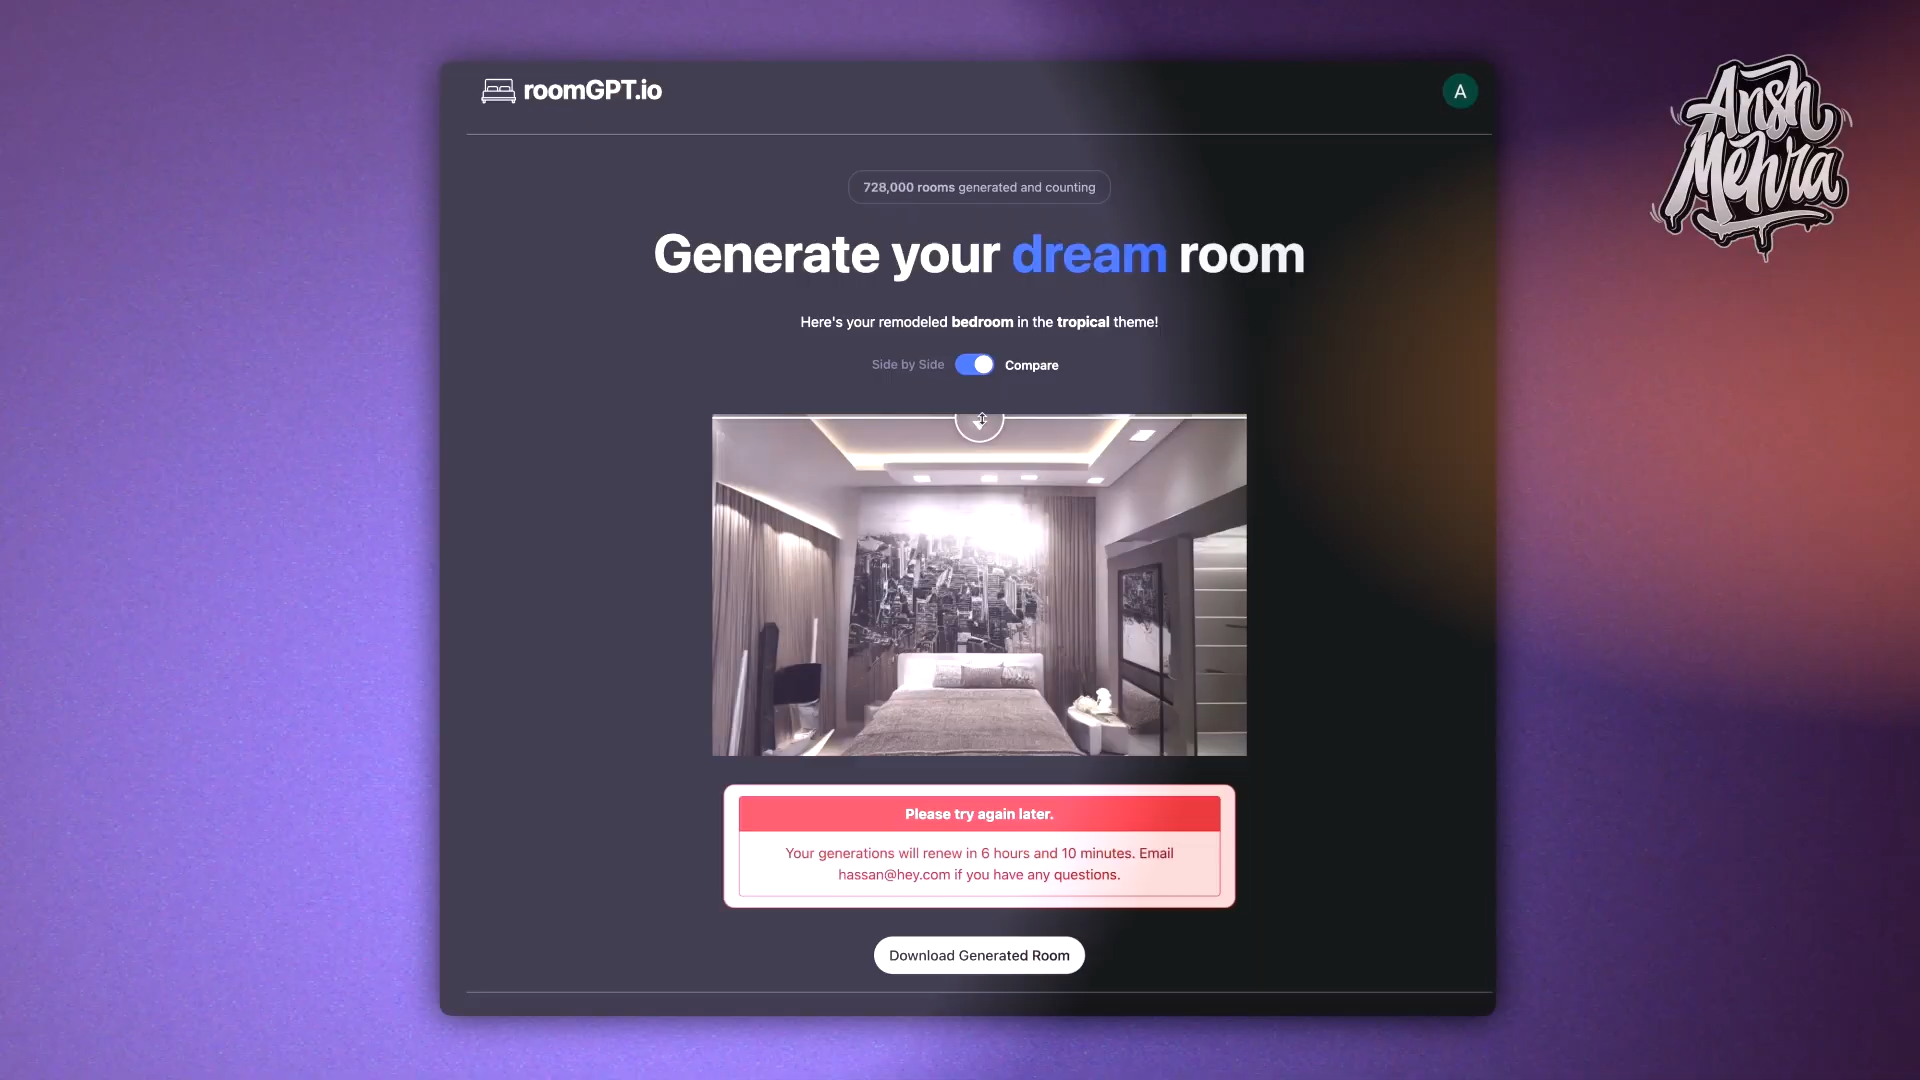 roomGPT.io
A
Ansh
Mehra
728,000 rooms generated and counting
Generate your dream room
Here's your remodeled bedroom in the tropical theme!
Side by Side
Compare
Please try again later.
Your generations will renew in 6 hours and 10 minutes. Email
hassan@hey.com if you have any questions.
Download Generated Room